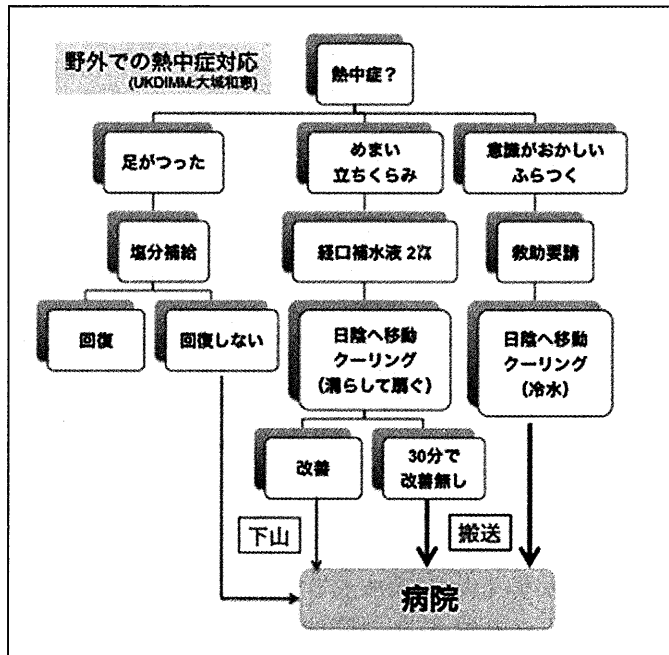 野外での熱中症対応
(UKDIMM:大城和恵)
熱中症？
足がつった
めまい
立ちくらみ
意識がおかしい
ふらつく
塩分補給
経口補水液 2㍑
救助要請
回復
回復しない
日陰へ移動
クーリング
(濡らして扇ぐ)
日陰へ移動
クーリング
(冷水)
改善
30分で
改善無し
下山
搬送
病院